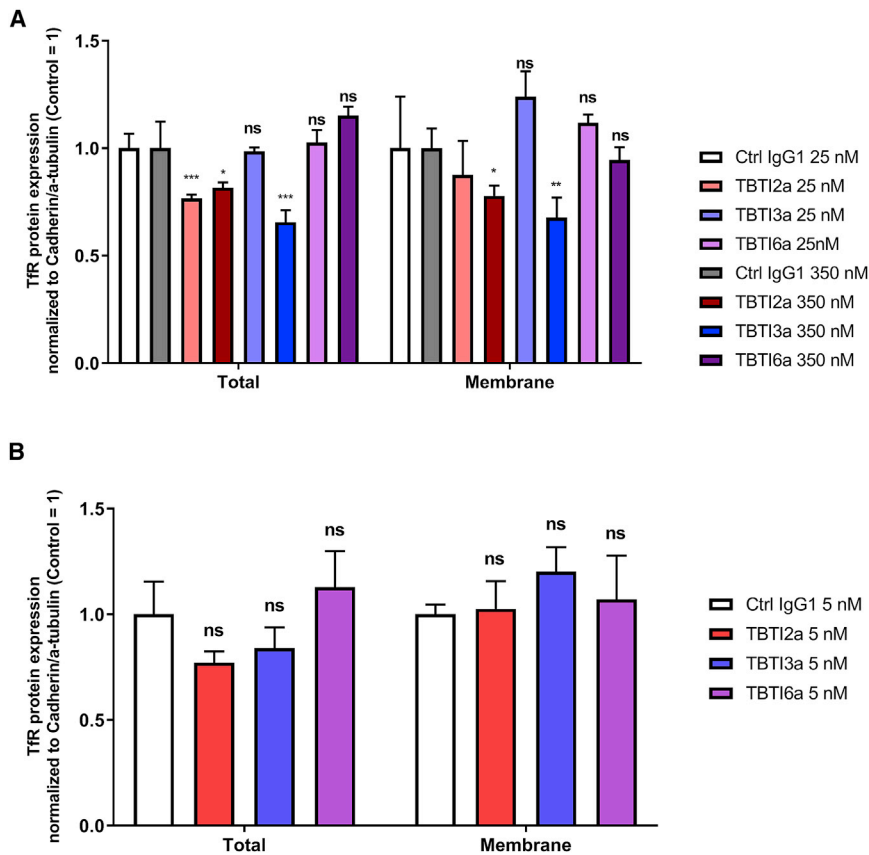 A
TfR protein expression
normalized to Cadherin/a-tubulin (Control = 1)
1.5
1.0
0.5
0.0
***
*
ns
***
ns
ns
*
ns
**
ns
ns
Total
Membrane
Ctrl IgG1 25 nM
TBTI2a 25 nM
TBTI3a 25 nM
TBTI6a 25nM
Ctrl IgG1 350 nM
TBTI2a 350 nM
TBTI3a 350 nM
TBTI6a 350 nM
B
TfR protein expression
normalized to Cadherin/a-tubulin (Control = 1)
1.5
1.0
0.5
0.0
ns
ns
ns
ns
ns
ns
Total
Membrane
Ctrl IgG1 5 nM
TBTI2a 5 nM
TBTI3a 5 nM
TBTI6a 5 nM